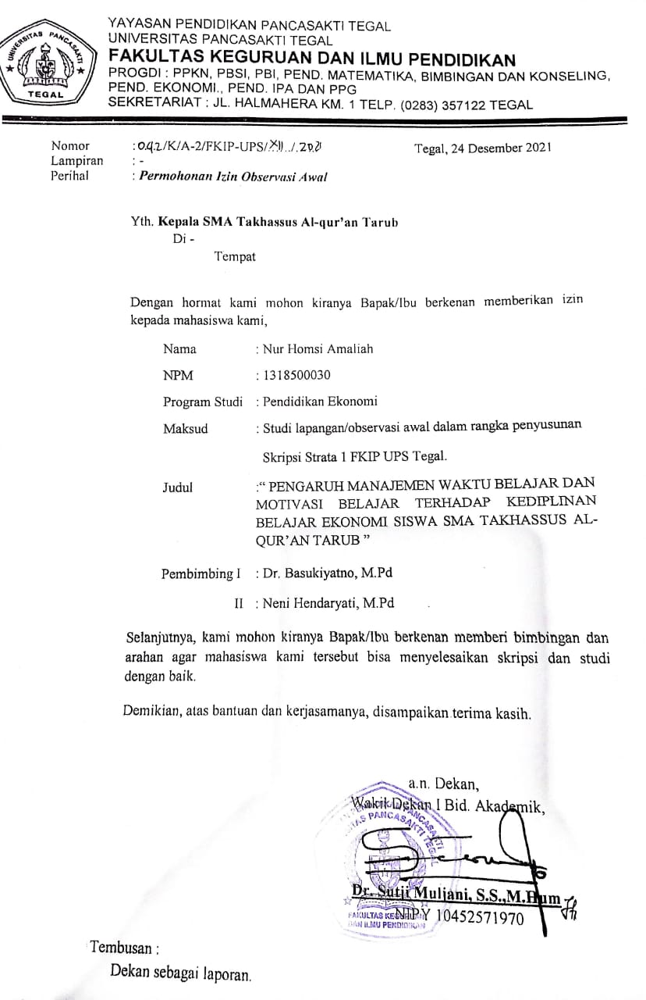 YAYASAN PENDIDIKAN PANCASAKTI TEGAL
UNIVERSITAS PANCASAKTI TEGAL
FAKULTAS KEGURUAN DAN ILMU PENDIDIKAN
PROGDI : PPKN, PBSI, PBI, PEND. MATEMATIKA, BIMBINGAN DAN KONSELING,
PEND. EKONOMI., PEND. IPA DAN PPG
SEKRETARIAT : JL. HALMAHERA KM. 1 TELP. (0283) 357122 TEGAL
UNIVERSITAS PANCASAKTI
TEGAL
Nomor : 042/K/A-2/FKIP-UPS/XII../.2021
Tegal, 24 Desember 2021
Lampiran : -
Perihal : Permohonan Izin Observasi Awal
Yth. Kepala SMA Takhassus Al-qur'an Tarub
Di -
Tempat
Dengan hormat kami mohon kiranya Bapak/Ibu berkenan memberikan izin
kepada mahasiswa kami,
Nama : Nur Homsi Amaliah
NPM : 1318500030
Program Studi : Pendidikan Ekonomi
Maksud : Studi lapangan/observasi awal dalam rangka penyusunan
Skripsi Strata 1 FKIP UPS Tegal.
Judul :" PENGARUH MANAJEMEN WAKTU BELAJAR DAN
MOTIVASI BELAJAR TERHADAP KEDIPLINAN
BELAJAR EKONOMI SISWA SMA TAKHASSUS AL-
QUR'AN TARUB "
Pembimbing I : Dr. Basukiyatno, M.Pd
II : Neni Hendaryati, M.Pd
Selanjutnya, kami mohon kiranya Bapak/Ibu berkenan memberi bimbingan dan
arahan agar mahasiswa kami tersebut bisa menyelesaikan skripsi dan studi
dengan baik.
Demikian, atas bantuan dan kerjasamanya, disampaikan terima kasih.
a.n. Dekan,
Wakil Dekan I Bid. Akademik,
PANCASAKTI TEGAL
Dr. Sutji Muljani, S.S.,M.Hum
NIPY 10452571970
FAKULTAS KEGURUAN
DAN ILMU PENDIDIKAN
Tembusan :
Dekan sebagai laporan.